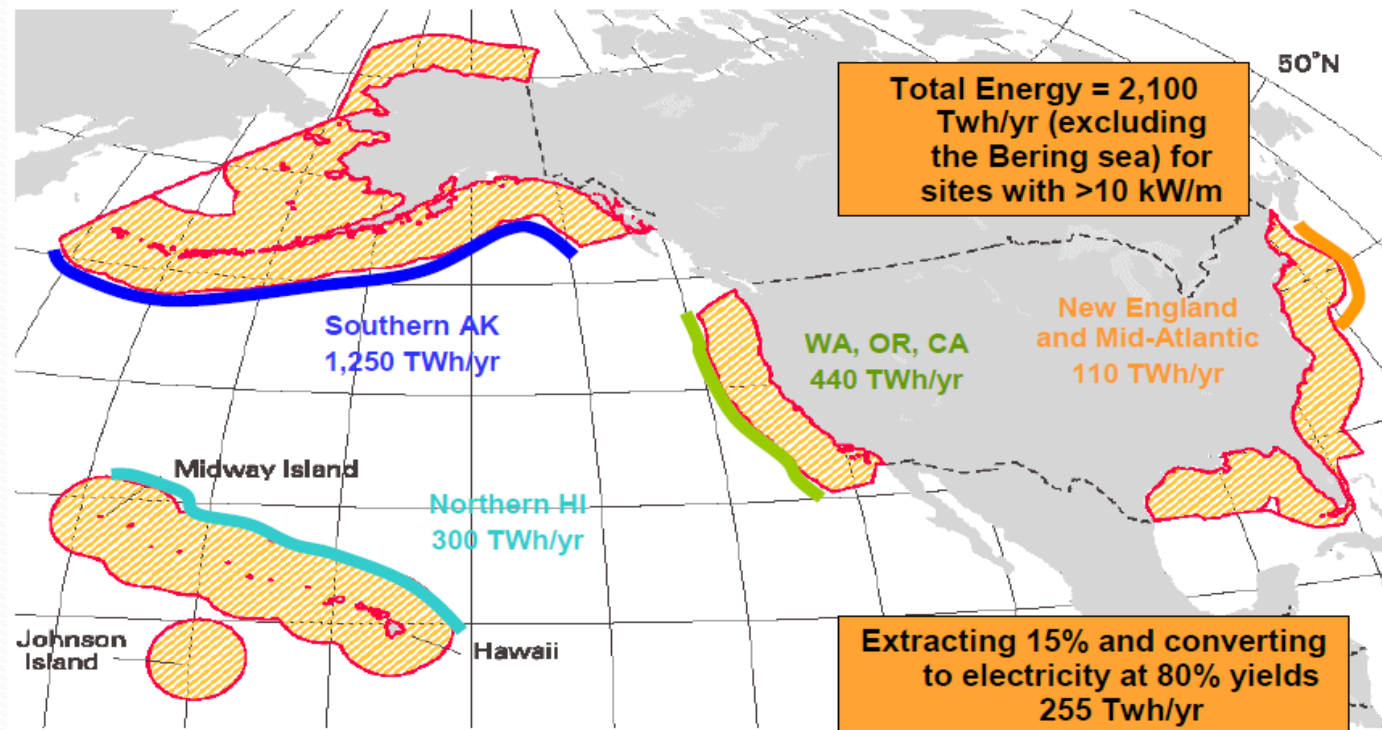 50°N
Total Energy = 2,100
Twh/yr (excluding
the Bering sea) for
sites with >10 kW/m
Southern AK
1,250 TWh/yr
WA, OR, CA
440 TWh/yr
New England
and Mid-Atlantic
110 TWh/yr
Midway Island
Northern HI
300 TWh/yr
Johnson
Island
Hawaii
Extracting 15% and converting
to electricity at 80% yields
255 Twh/yr